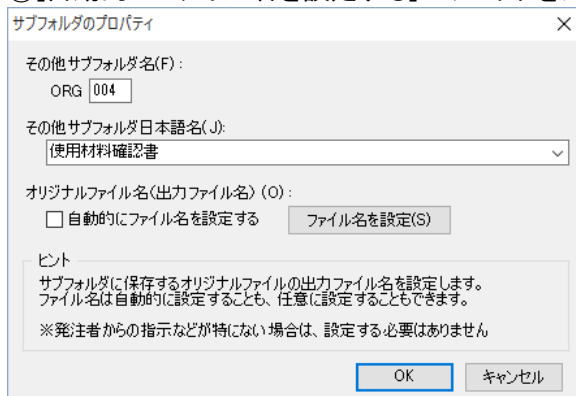 サブフォルダのプロパティ
その他サブフォルダ名(F):
ORG 004
その他サブフォルダ日本語名(J):
使用材料確認書
オリジナルファイル名(出力ファイル名) (O):
自動的にファイル名を設定する ファイル名を設定(S)
ヒント
サブフォルダに保存するオリジナルファイルの出力ファイル名を設定します。
ファイル名は自動的に設定することも、任意に設定することもできます。
※発注者からの指示などが特にない場合は、設定する必要はありません
OK キャンセル